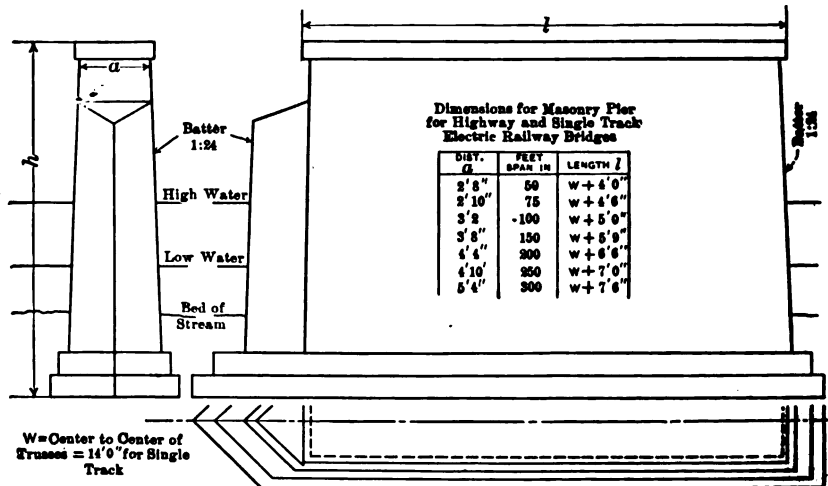 l
a
h
Batter
1:24
Batter
1:24
High Water
Low Water
Bed of
Stream
Dimensions for Masonry Pier
for Highway and Single Track
Electric Railway Bridges
DIST. a FEET SPAN IN LENGTH l
2'8" 50 W+4'0"
2'10" 75 W+4'6"
3'2 100 W+5'0"
3'8" 150 W+5'9"
4'4" 200 W+6'6"
4'10' 250 W+7'0"
5'4" 300 W+7'6"
W=Center to Center of
Trusses = 14'0" for Single
Track